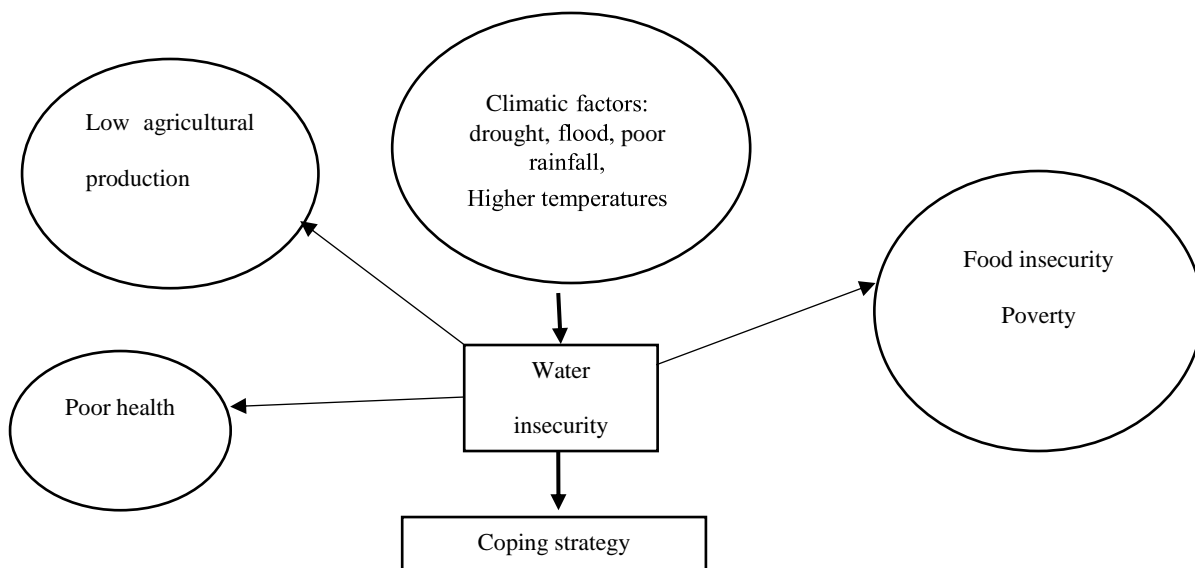 Low agricultural
production
Climatic factors:
drought, flood, poor
rainfall,
Higher temperatures
Food insecurity
Poverty
Poor health
Water
insecurity
Coping strategy